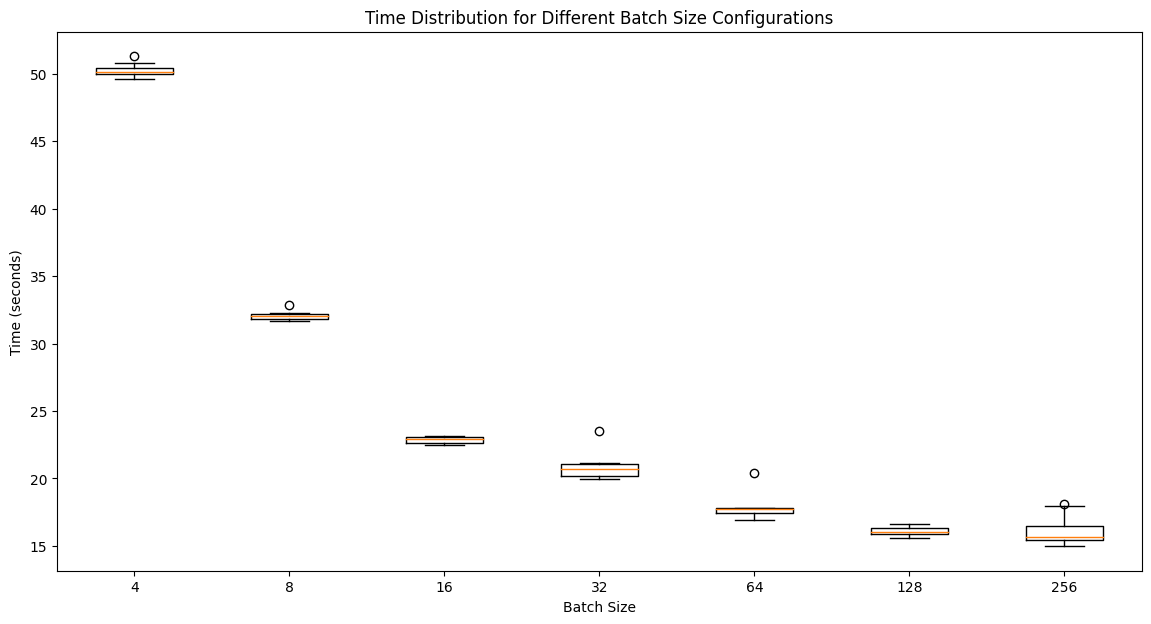 Time Distribution for Different Batch Size Configurations
Time (seconds)
50
45
40
35
30
25
20
15
4 8 16 32 64 128 256
Batch Size